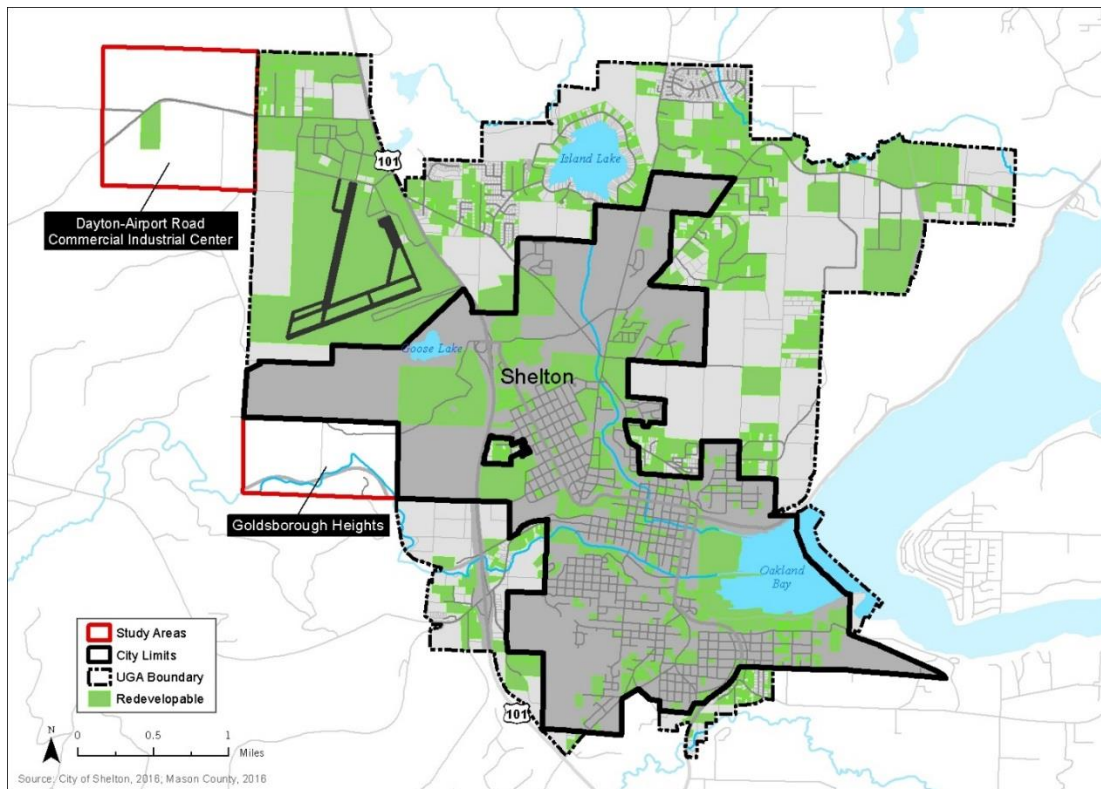 101
Island Lake
Dayton-Airport Road
Commercial Industrial Center
Goose Lake
Shelton
Goldsborough Heights
Oakland
Bay
Study Areas
City Limits
UGA Boundary
Redevelopable
101
N
0 0.5 1
Miles
Source: City of Shelton, 2016; Mason County, 2016